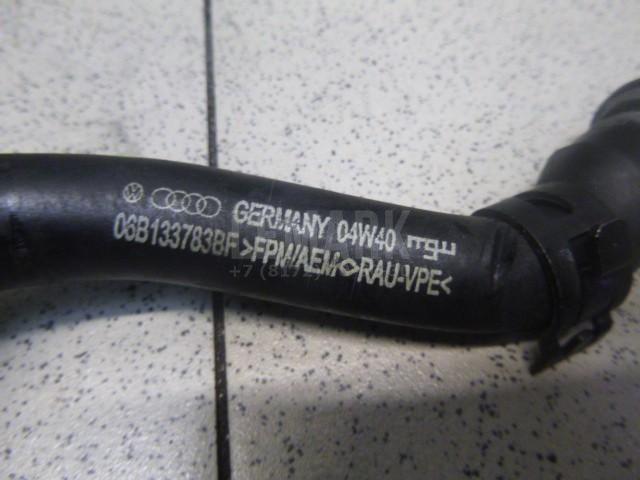 GERMANY 04W40
06B133783BF >FPM/AEM<>RAU-VPE<